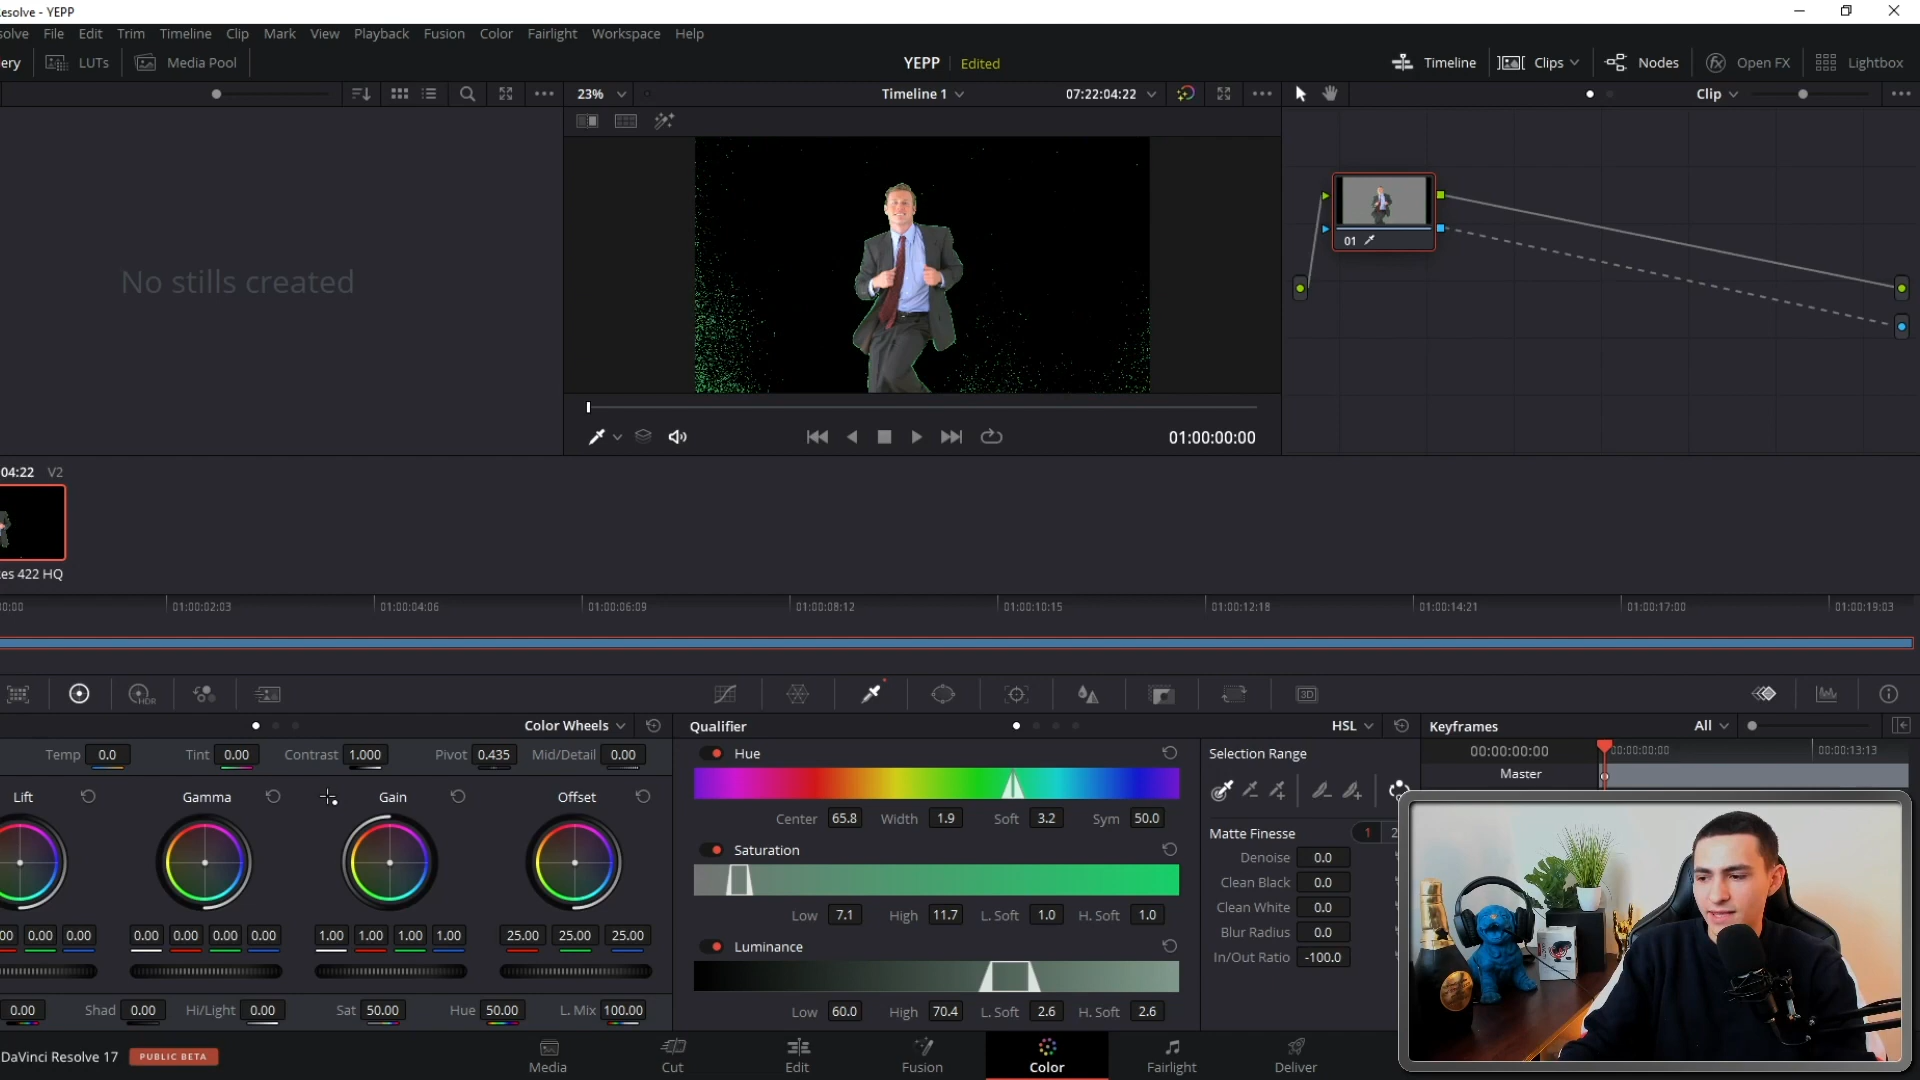 esolve - YEPP
solve File Edit Trim Timeline Clip Mark View Playback Fusion Color Fairlight Workspace Help
ery LUTs Media Pool YEPP Edited Timeline Clips Nodes Open FX Lightbox
23% Timeline 1 07:22:04:22 Clip
No stills created
01
01:00:00:00
04:22 V2
es 422 HQ
0:00 01:00:02:03 01:00:04:06 01:00:06:09 01:00:08:12 01:00:10:15 01:00:12:18 01:00:14:21 01:00:17:00 01:00:19:03
HDR 3D
Color Wheels Qualifier HSL Keyframes All
Temp 0.0 Tint 0.00 Contrast 1.000 Pivot 0.435 Mid/Detail 0.00
Hue Selection Range 00:00:00:00 00:00:00:00 00:00:13:13
Master
Lift Gamma Gain Offset
Center 65.8 Width 1.9 Soft 3.2 Sym 50.0
Matte Finesse 1 2
Saturation
Denoise 0.0
Clean Black 0.0
Clean White 0.0
Low 7.1 High 11.7 L. Soft 1.0 H. Soft 1.0
00 0.00 0.00 0.00 0.00 0.00 0.00 1.00 1.00 1.00 1.00 25.00 25.00 25.00
Blur Radius 0.0
Luminance
In/Out Ratio -100.0
0.00 Shad 0.00 Hi/Light 0.00 Sat 50.00 Hue 50.00 L. Mix 100.00
Low 60.0 High 70.4 L. Soft 2.6 H. Soft 2.6
DaVinci Resolve 17 PUBLIC BETA
Media Cut Edit Fusion Color Fairlight Deliver